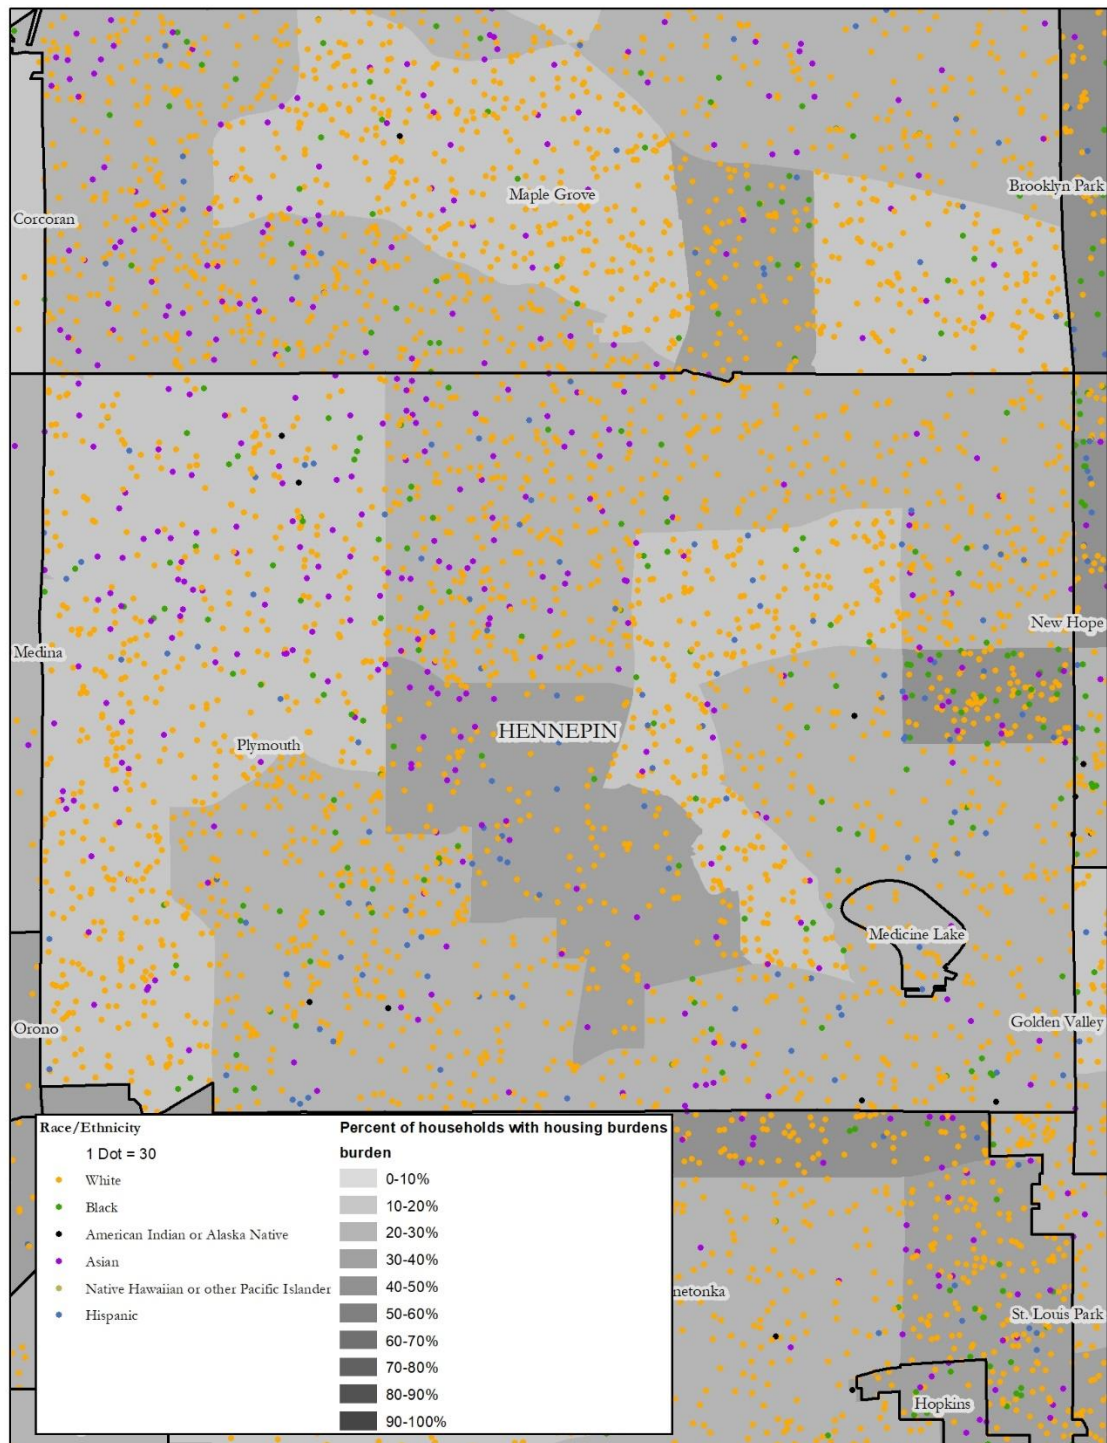 Maple Grove
Brooklyn Park
Corcoran
New Hope
Medina
HENNEPIN
Plymouth
Medicine Lake
Orono
Golden Valley
Race/Ethnicity
1 Dot = 30
White
Black
American Indian or Alaska Native
Asian
Native Hawaiian or other Pacific Islander
Hispanic
Percent of households with housing burdens
burden
0-10%
10-20%
20-30%
30-40%
40-50%
50-60%
60-70%
70-80%
80-90%
90-100%
netonka
St. Louis Park
Hopkins